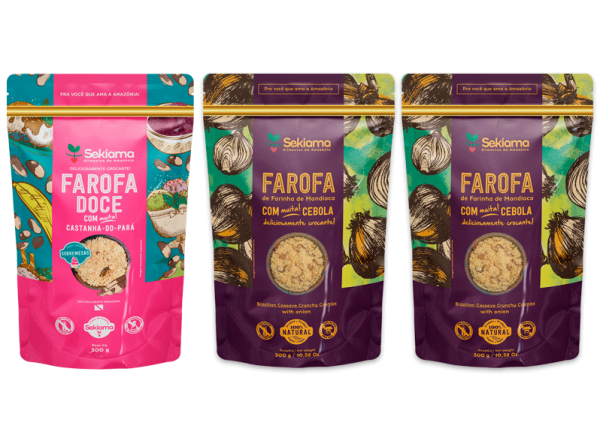 PRA VOCÊ QUE AMA A AMAZÔNIA
Sekiama
Alimentos da Amazônia
DELICIOSAMENTE CROCANTE!
FAROFA
DOCE
COM muita!
CASTANHA-DO-PARÁ
SOBREMESAS
Sekiama
300 g
Pra você que ama a Amazônia
Sekiama
Alimentos da Amazônia
FAROFA
de Farinha de Mandioca
COM muita! CEBOLA
deliciosamente crocante!
Brazilian Cassava Crunchy Crumble
with onion
100%
NATURAL
300 g / 10,58 Oz
Pra você que ama a Amazônia
Sekiama
Alimentos da Amazônia
FAROFA
de Farinha de Mandioca
COM muita! CEBOLA
deliciosamente crocante!
Brazilian Cassava Crunchy Crumble
with onion
100%
NATURAL
300 g / 10,58 Oz